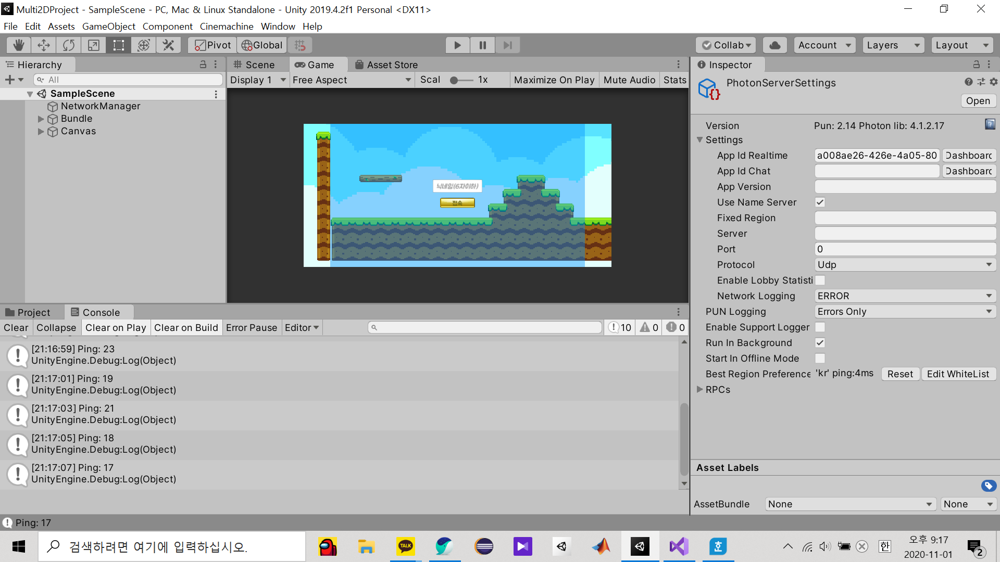 Multi2DProject - SampleScene - PC, Mac & Linux Standalone - Unity 2019.4.2f1 Personal <DX11>
File Edit Assets GameObject Component Cinemachine Window Help
Pivot Global Collab Account Layers Layout
Hierarchy
All
SampleScene
NetworkManager
Bundle
Canvas
Scene Game Asset Store
Display 1 Free Aspect Scal 1x Maximize On Play Mute Audio Stats
닉네임(6자이하)
접속
Inspector
PhotonServerSettings
Open
Version Pun: 2.14 Photon lib: 4.1.2.17
Settings
App Id Realtime a008ae26-426e-4a05-80 Dashboard
App Id Chat Dashboard
App Version
Use Name Server
Fixed Region
Server
Port 0
Protocol Udp
Enable Lobby Statisti
Network Logging ERROR
PUN Logging Errors Only
Enable Support Logger
Run In Background
Start In Offline Mode
Best Region Preference 'kr' ping:4ms Reset Edit WhiteList
RPCs
Asset Labels
AssetBundle None None
Project Console
Clear Collapse Clear on Play Clear on Build Error Pause Editor 10 0 0
[21:16:59] Ping: 23
UnityEngine.Debug:Log(Object)
[21:17:01] Ping: 19
UnityEngine.Debug:Log(Object)
[21:17:03] Ping: 21
UnityEngine.Debug:Log(Object)
[21:17:05] Ping: 18
UnityEngine.Debug:Log(Object)
[21:17:07] Ping: 17
UnityEngine.Debug:Log(Object)
Ping: 17
검색하려면 여기에 입력하십시오.
TALK
호
한
오후 9:17
2020-11-01
2